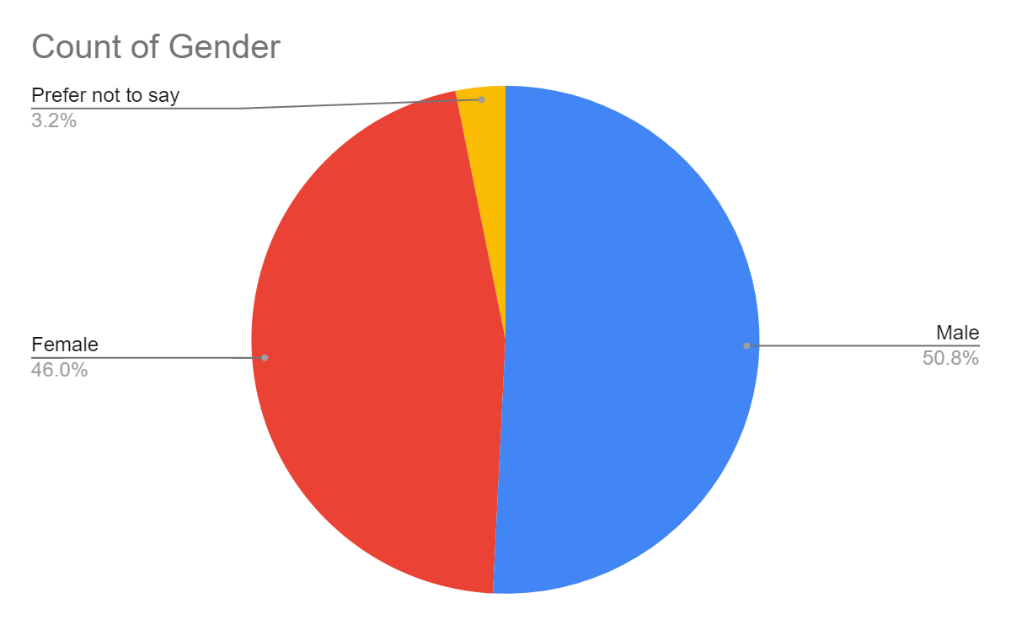 Count of Gender
Prefer not to say
3.2%
Female
46.0%
Male
50.8%